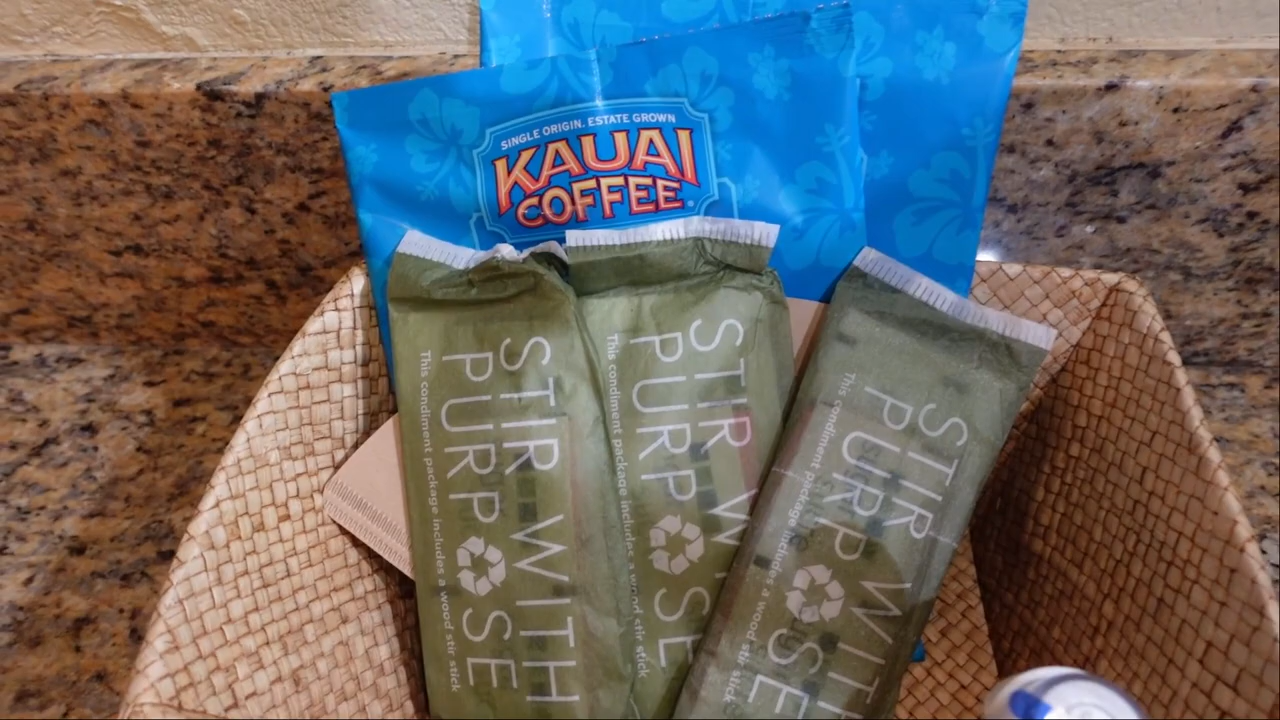 SINGLE ORIGIN. ESTATE GROWN
KAUAI
COFFEE
STIR WITH
PURPOSE
This condiment package includes a wood stir stick
STIR WI
PURPOSE
This condiment package includes a wood stir stick
STIR WITH
PURPOSE
This condiment package includes a wood stir stick